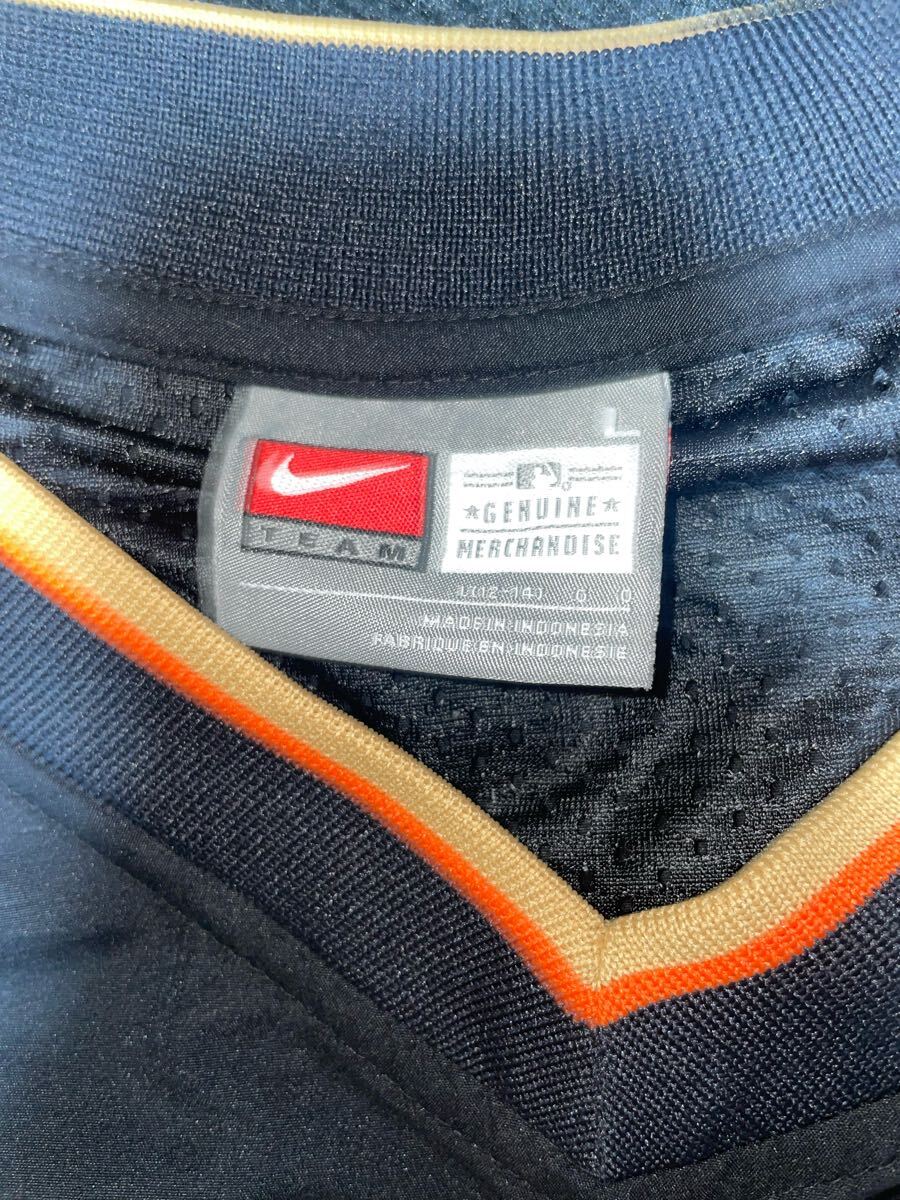 L
TEAM
GENUINE
MERCHANDISE
L(12-14) G G
MADE IN INDONESIA
FABRIQUE EN INDONESIE